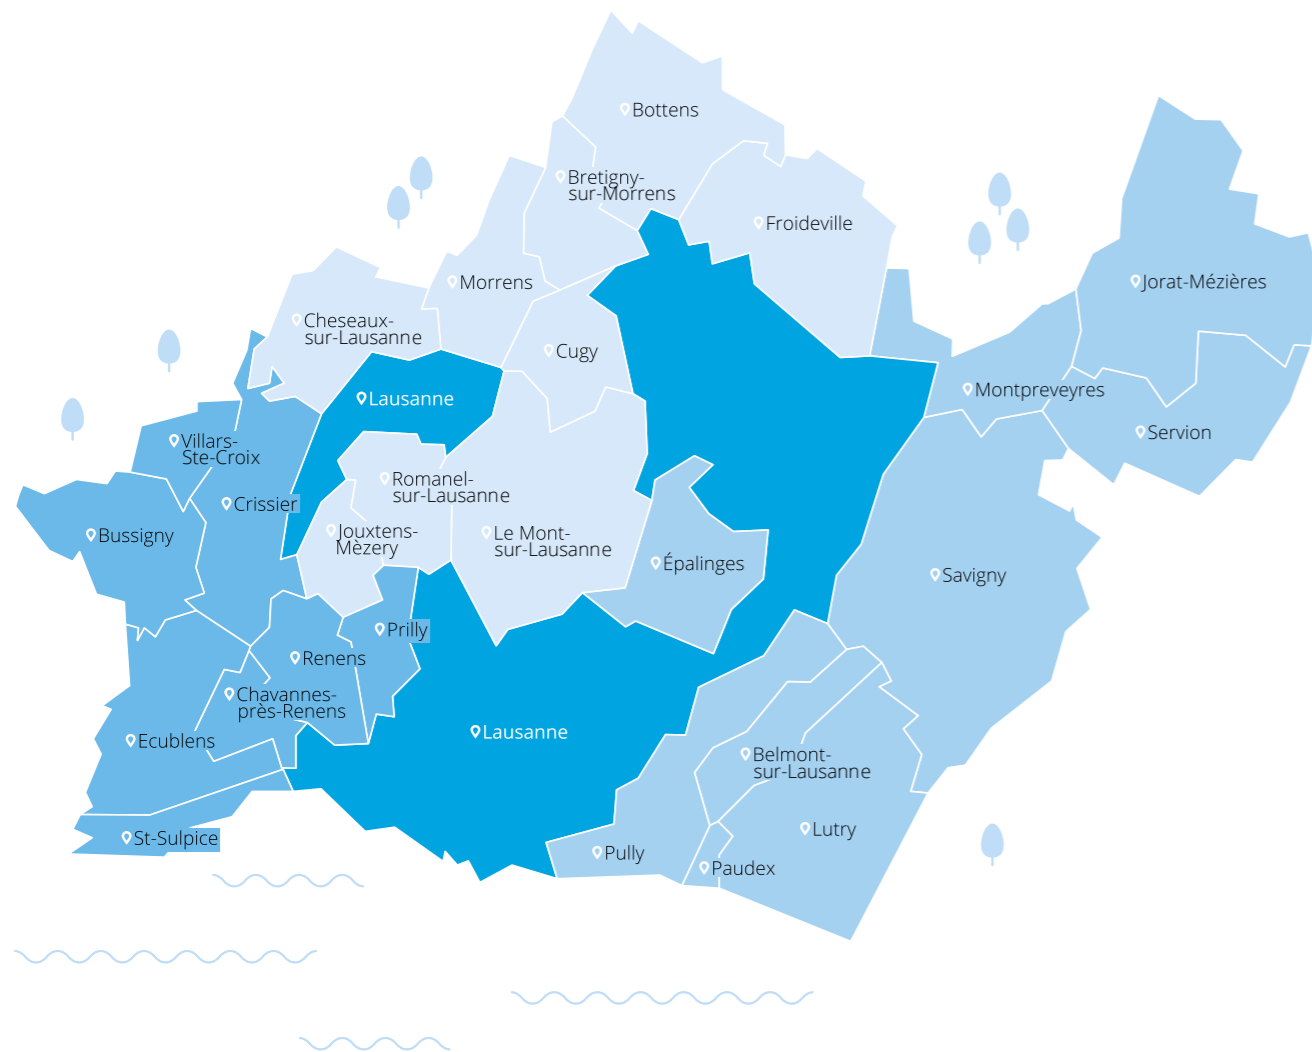 Bottens
Bretigny-
sur-Morrens
Froideville
Morrens
Jorat-Mézières
Cheseaux-
sur-Lausanne
Cugy
Montpreveyres
Lausanne
Servion
Villars-
Ste-Croix
Romanel-
sur-Lausanne
Crissier
Bussigny
Jouxtens-
Mèzery
Le Mont-
sur-Lausanne
Épalinges
Savigny
Prilly
Renens
Chavannes-
près-Renens
Ecublens
Lausanne
Belmont-
sur-Lausanne
Lutry
St-Sulpice
Pully
Paudex